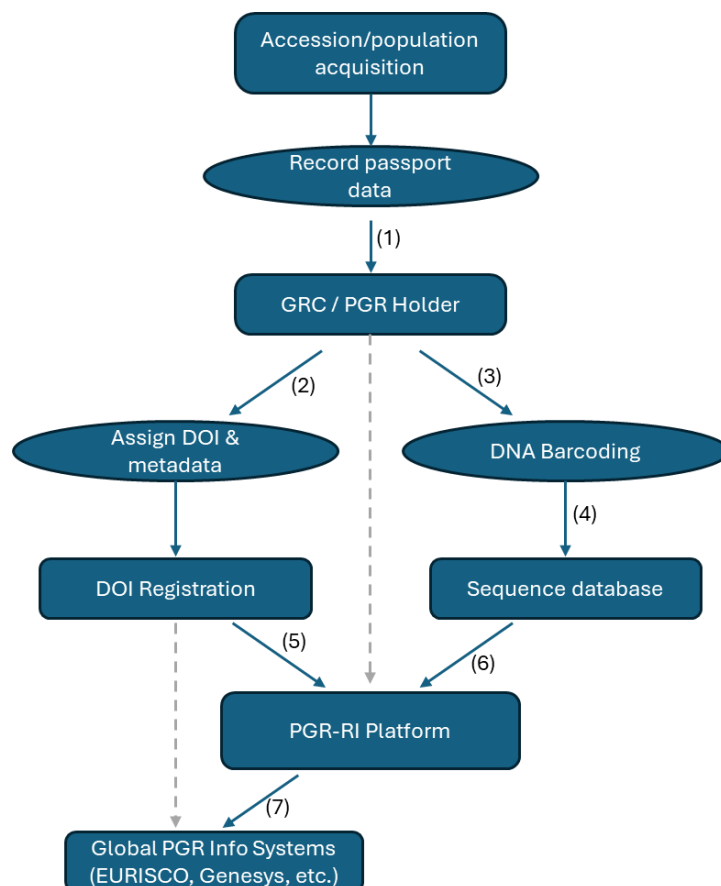 Accession/population
acquisition
Record passport
data
(1)
GRC / PGR Holder
(2)
(3)
Assign DOI &
metadata
DNA Barcoding
(4)
DOI Registration
Sequence database
(5)
(6)
PGR-RI Platform
(7)
Global PGR Info Systems
(EURISCO, Genesys, etc.)